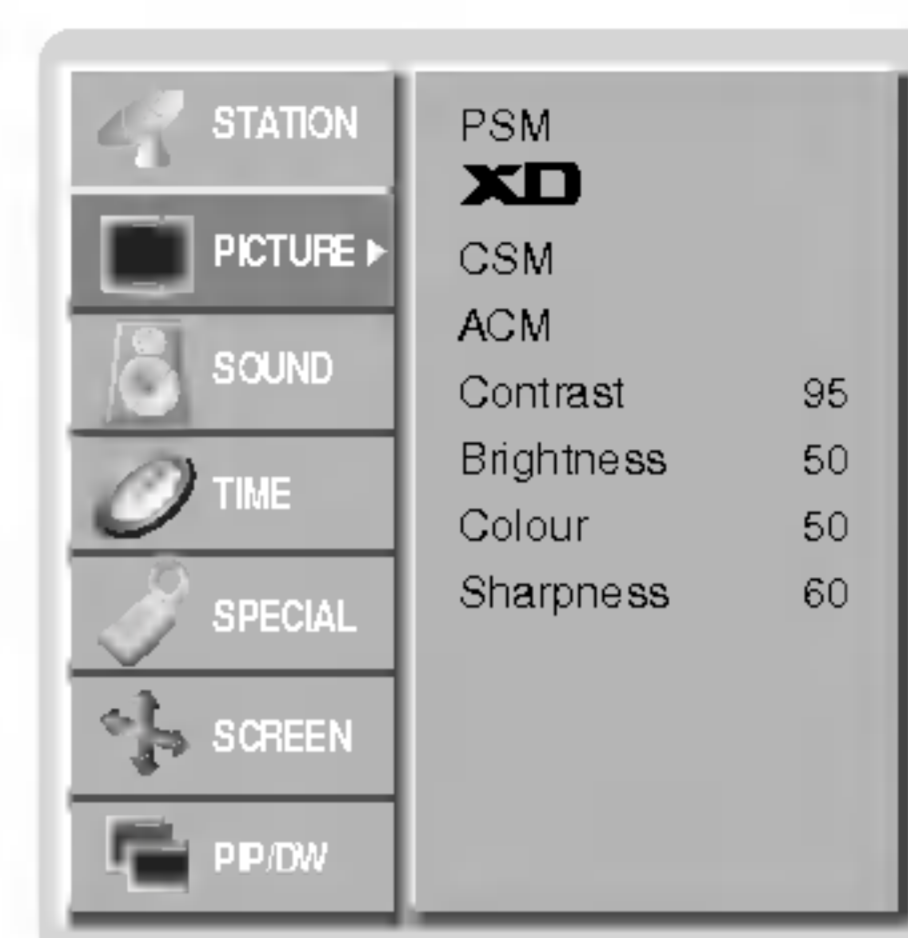 STATION
PICTURE
SOUND
TIME
SPECIAL
SCREEN
PIP/DW
PSM
XD
CSM
ACM
Contrast 95
Brightness 50
Colour 50
Sharpness 60